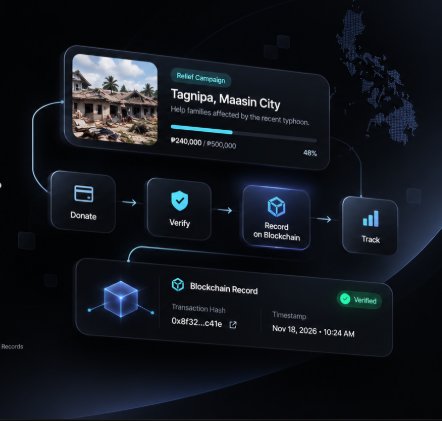 Relief Campaign
Tagnipa, Maasin City
Help families affected by the recent typhoon.
₱240,000 / ₱500,000
48%
Donate
Verify
Record
on Blockchain
Track
Blockchain Record
Verified
Transaction Hash
0x8f32...c41e
Timestamp
Nov 18, 2026 • 10:24 AM
Records